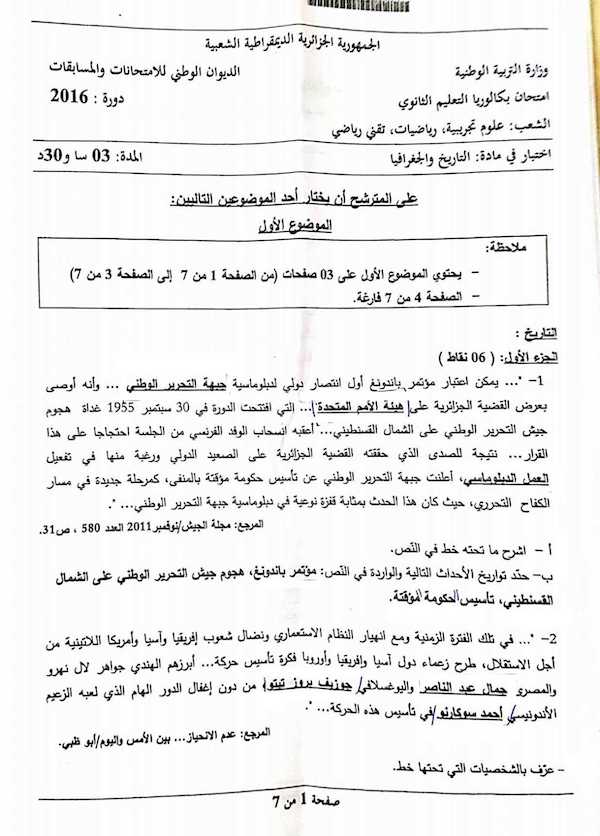 الجمهورية الجزائرية الديمقراطية الشعبية
وزارة التربية الوطنية الديوان الوطني للامتحانات والمسابقات
امتحان بكالوريا التعليم الثانوي دورة : 2016
الشعب: علوم تجريبية، رياضيات، تقني رياضي
اختبار في مادة: التاريخ والجغرافيا المدة: 03 سا و30د
على المترشح أن يختار أحد الموضوعين التاليين:
الموضوع الأول
ملاحظة:
- يحتوي الموضوع الأول على 03 صفحات (من الصفحة 1 من 7 إلى الصفحة 3 من 7)
- الصفحة 4 من 7 فارغة.
التاريخ :
الجزء الأول: ( 06 نقاط )
1- "... يمكن اعتبار مؤتمر باندونغ أول انتصار دولي لدبلوماسية جبهة التحرير الوطني ... وأنه أوصى
بعرض القضية الجزائرية على هيئة الأمم المتحدة ... التي افتتحت الدورة في 30 سبتمبر 1955 غداة هجوم
جيش التحرير الوطني على الشمال القسنطيني...." أعقبه انسحاب الوفد الفرنسي من الجلسة احتجاجا على هذا
القرار... نتيجة للصدى الذي حققته القضية الجزائرية على الصعيد الدولي ورغبة منها في تفعيل
العمل الدبلوماسي، أعلنت جبهة التحرير الوطني عن تأسيس حكومة مؤقتة بالمنفى، كمرحلة جديدة في مسار
الكفاح التحرري، حيث كان هذا الحدث بمثابة قفزة نوعية في دبلوماسية جبهة التحرير الوطني... ".
المرجع: مجلة الجيش/نوفمبر2011 العدد 580 ، ص31.
أ - اشرح ما تحته خط في النّص.
ب- حدّد تواريخ الأحداث التالية والواردة في النّص: مؤتمر باندونغ، هجوم جيش التحرير الوطني على الشمال
القسنطيني، تأسيس الحكومة المؤقتة.
2- "... في تلك الفترة الزمنية ومع انهيار النظام الاستعماري ونضال شعوب إفريقيا وآسيا وأمريكا اللاتينية من
أجل الاستقلال، طرح زعماء دول آسيا وإفريقيا وأوروبا فكرة تأسيس حركة... أبرزهم الهندي جواهر لال نهرو
والمصري جمال عبد الناصر واليوغسلافي جوزيف بروز تيتو من دون إغفال الدور الهام الذي لعبه الزعيم
الأندونيسي أحمد سوكارنو في تأسيس هذه الحركة... ".
المرجع: عدم الانحياز... بين الأمس واليوم/أبو ظبي.
- عرّف بالشخصيات التي تحتها خط.
صفحة 1 من 7